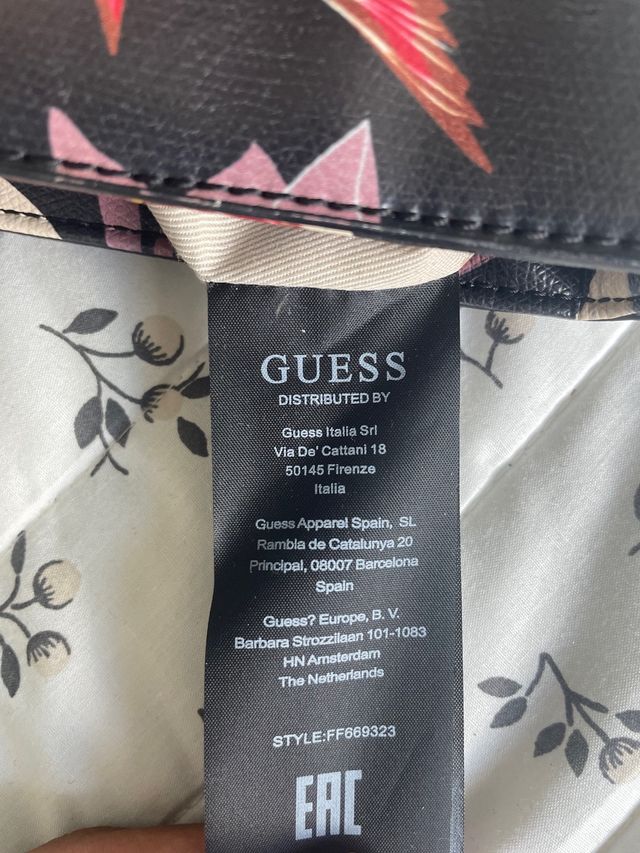 GUESS
DISTRIBUTED BY
Guess Italia Srl
Via De' Cattani 18
50145 Firenze
Italia
Guess Apparel Spain, SL
Rambla de Catalunya 20
Principal, 08007 Barcelona
Spain
Guess? Europe, B. V.
Barbara Strozzilaan 101-1083
HN Amsterdam
The Netherlands
STYLE:FF669323
EAC